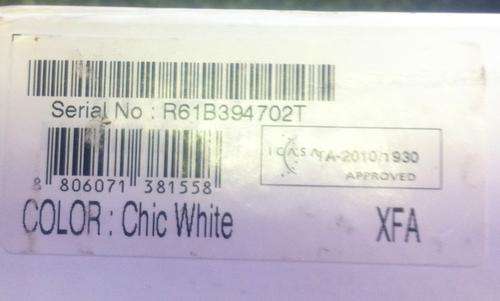 Serial No : R61B394702T
ICASA TA-2010/1930
APPROVED
8 806071 381558
COLOR : Chic White
XFA